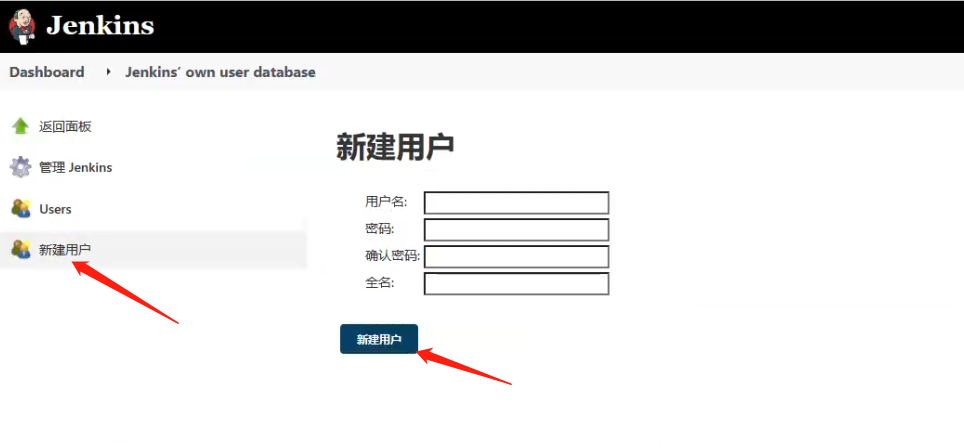 Jenkins
Dashboard Jenkins' own user database
返回面板
管理 Jenkins
Users
新建用户
新建用户
用户名:
密码:
确认密码:
全名:
新建用户